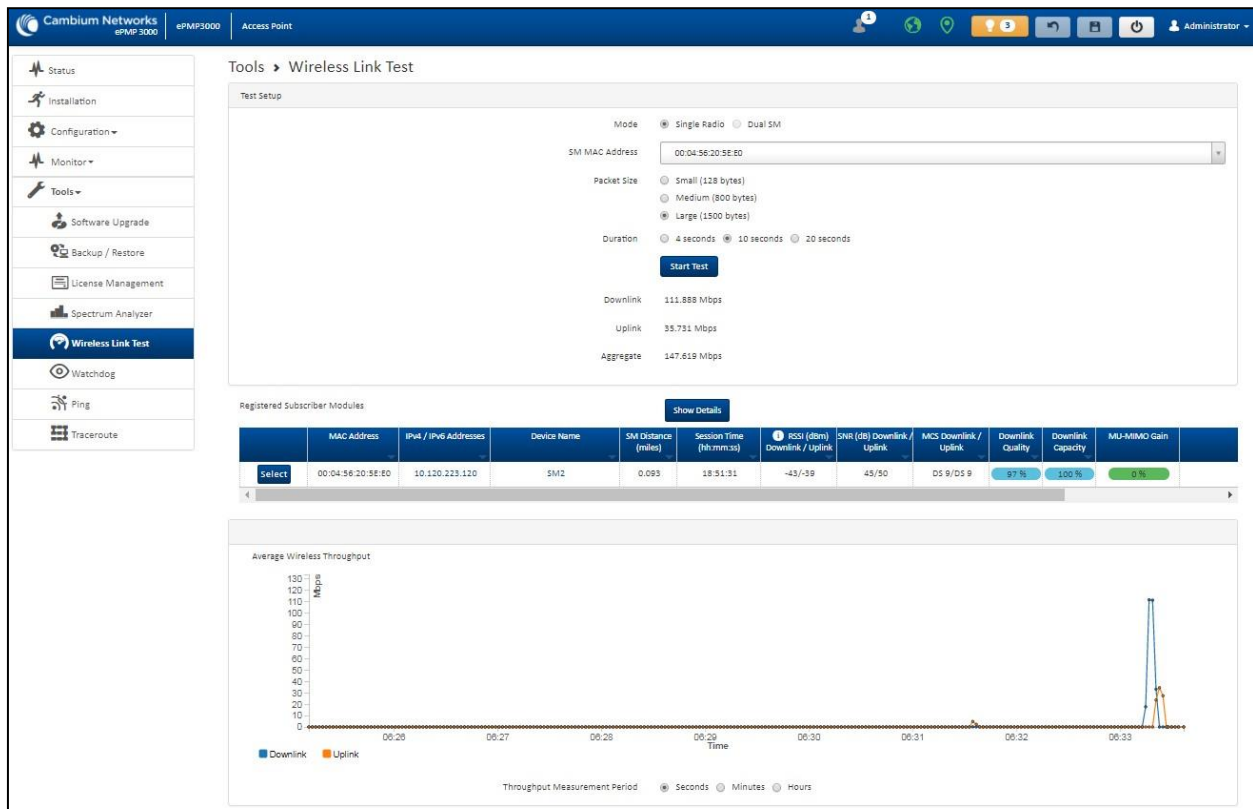 Cambium Networks
ePMP 3000
ePMP3000
Access Point
1
3
Administrator
Status
Installation
Configuration
Monitor
Tools
Software Upgrade
Backup / Restore
License Management
Spectrum Analyzer
Wireless Link Test
Watchdog
Ping
Traceroute
Tools > Wireless Link Test
Test Setup
Mode Single Radio Dual SM
SM MAC Address 00:04:56:20:5E:E0
Packet Size Small (128 bytes)
Medium (800 bytes)
Large (1500 bytes)
Duration 4 seconds 10 seconds 20 seconds
Start Test
Downlink 111.888 Mbps
Uplink 35.731 Mbps
Aggregate 147.619 Mbps
Registered Subscriber Modules Show Details
MAC Address IPv4 / IPv6 Addresses Device Name SM Distance (miles) Session Time (hh:mm:ss) RSSI (dBm) Downlink / Uplink SNR (dB) Downlink / Uplink MCS Downlink / Uplink Downlink Quality Downlink Capacity MU-MIMO Gain
Select 00:04:56:20:5E:E0 10.120.223.120 SM2 0.093 18:51:31 -43/-39 45/50 DS 9/DS 9 97 % 100 % 0 %
Average Wireless Throughput
Mbps
130
120
110
100
90
80
70
60
50
40
30
20
10
0
06:26 06:27 06:28 06:29 06:30 06:31 06:32 06:33
Time
Downlink Uplink
Throughput Measurement Period Seconds Minutes Hours